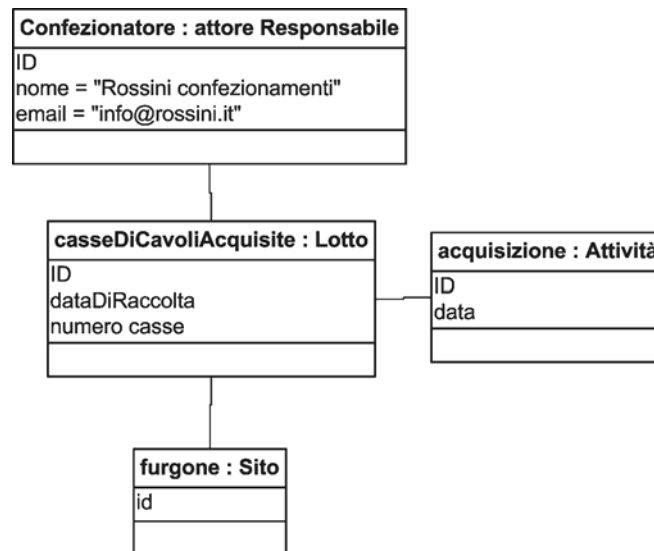 Confezionatore : attore Responsabile
ID
nome = "Rossini confezionamenti"
email = "info@rossini.it"
casseDiCavoliAcquisite : Lotto
ID
dataDiRaccolta
numero casse
acquisizione : Attività
ID
data
furgone : Sito
id